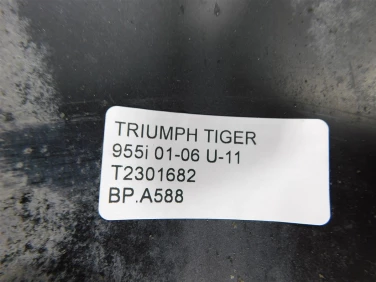 TRIUMPH TIGER
955i 01-06 U-11
T2301682
BP.A588